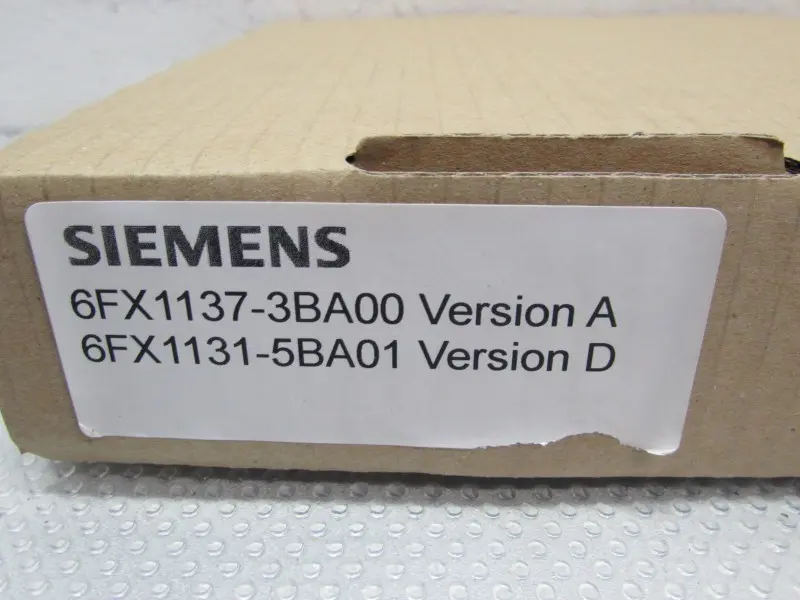 SIEMENS
6FX1137-3BA00 Version A
6FX1131-5BA01 Version D